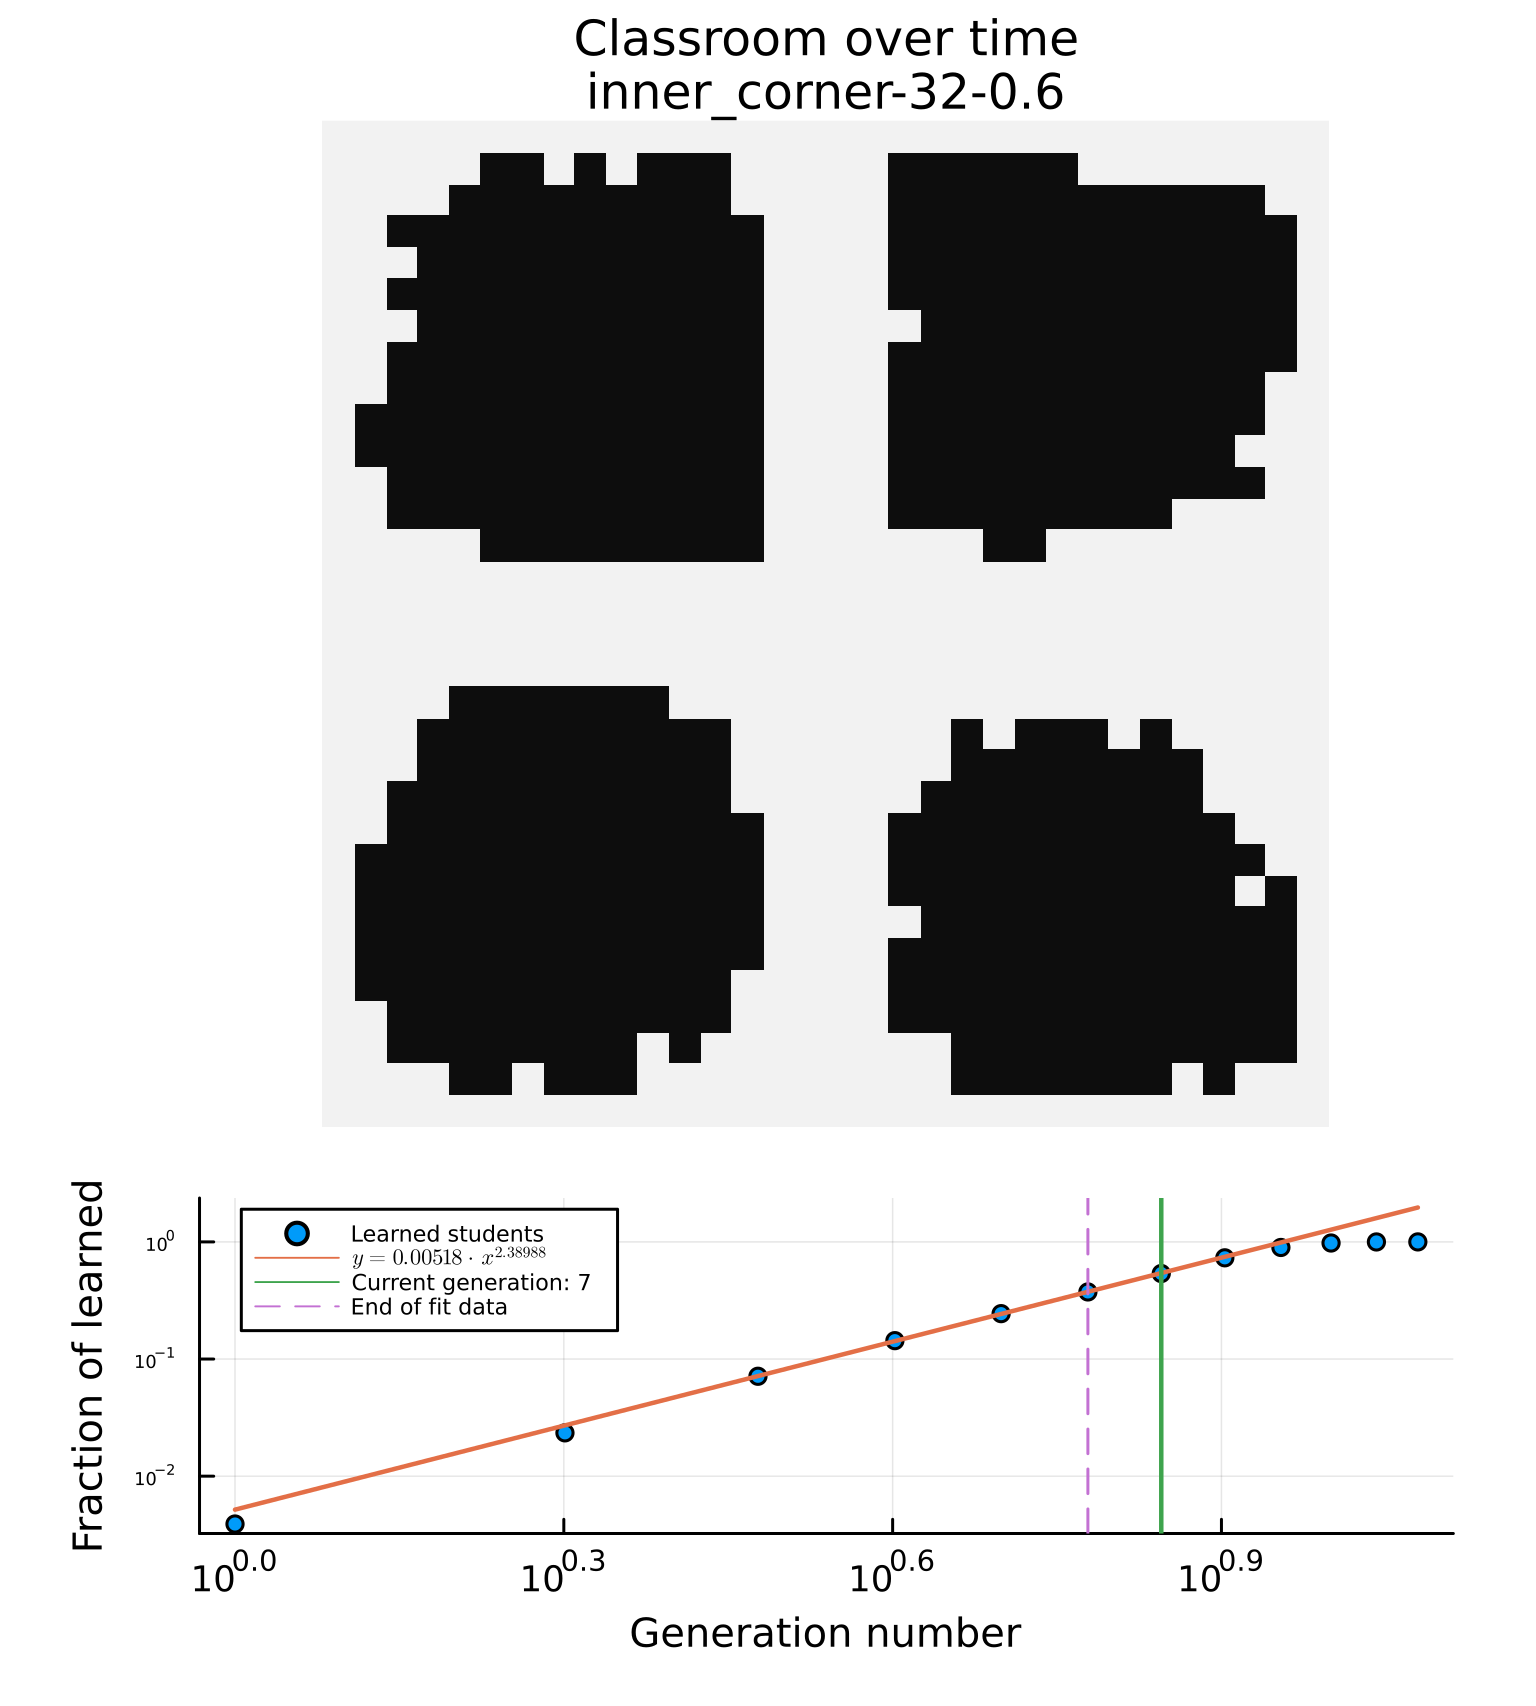 Classroom over time
inner_corner-32-0.6
Fraction of learned
10^0
10^-1
10^-2
Learned students
y = 0.00518 · x^2.38988
Current generation: 7
End of fit data
10^0.0 10^0.3 10^0.6 10^0.9
Generation number